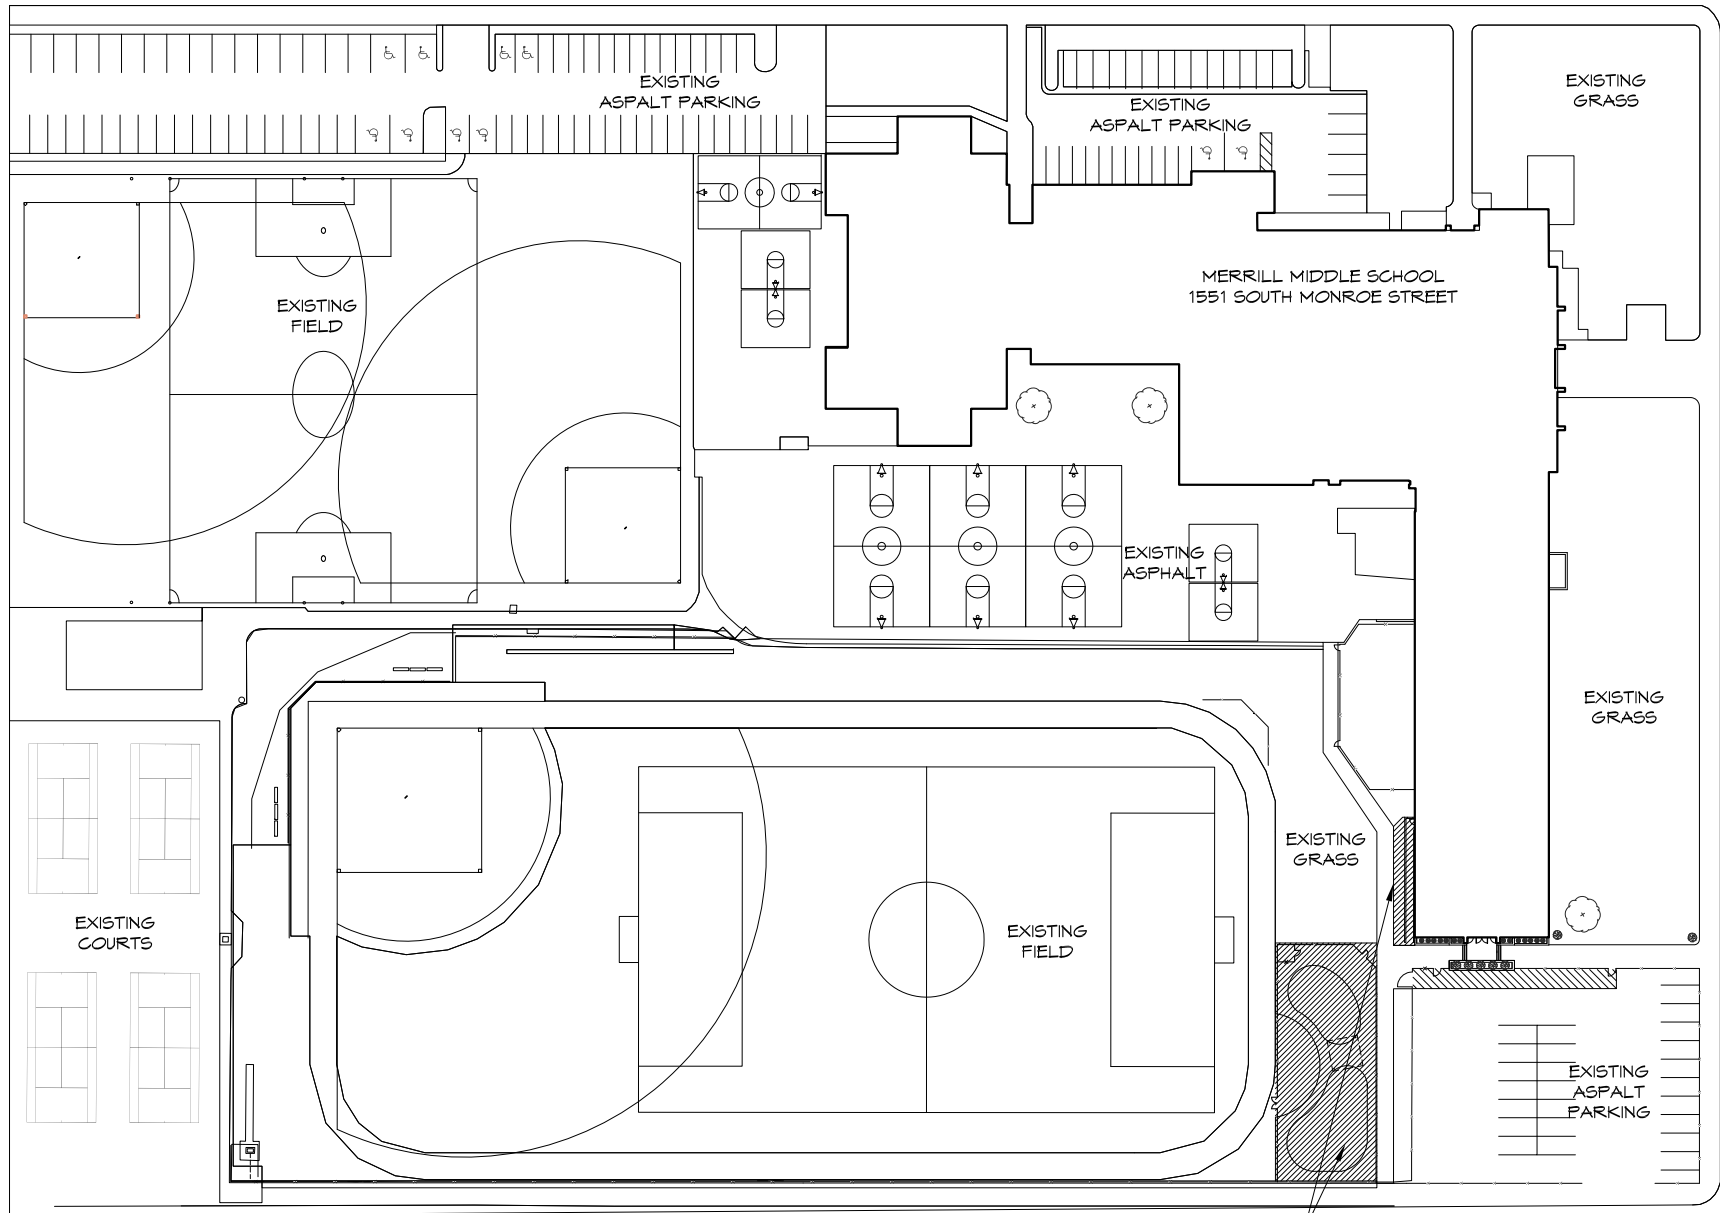 EXISTING
ASPALT PARKING
EXISTING
ASPALT PARKING
EXISTING
GRASS
MERRILL MIDDLE SCHOOL
1551 SOUTH MONROE STREET
EXISTING
FIELD
EXISTING
ASPHALT
EXISTING
GRASS
EXISTING
GRASS
EXISTING
COURTS
EXISTING
FIELD
EXISTING
ASPALT
PARKING